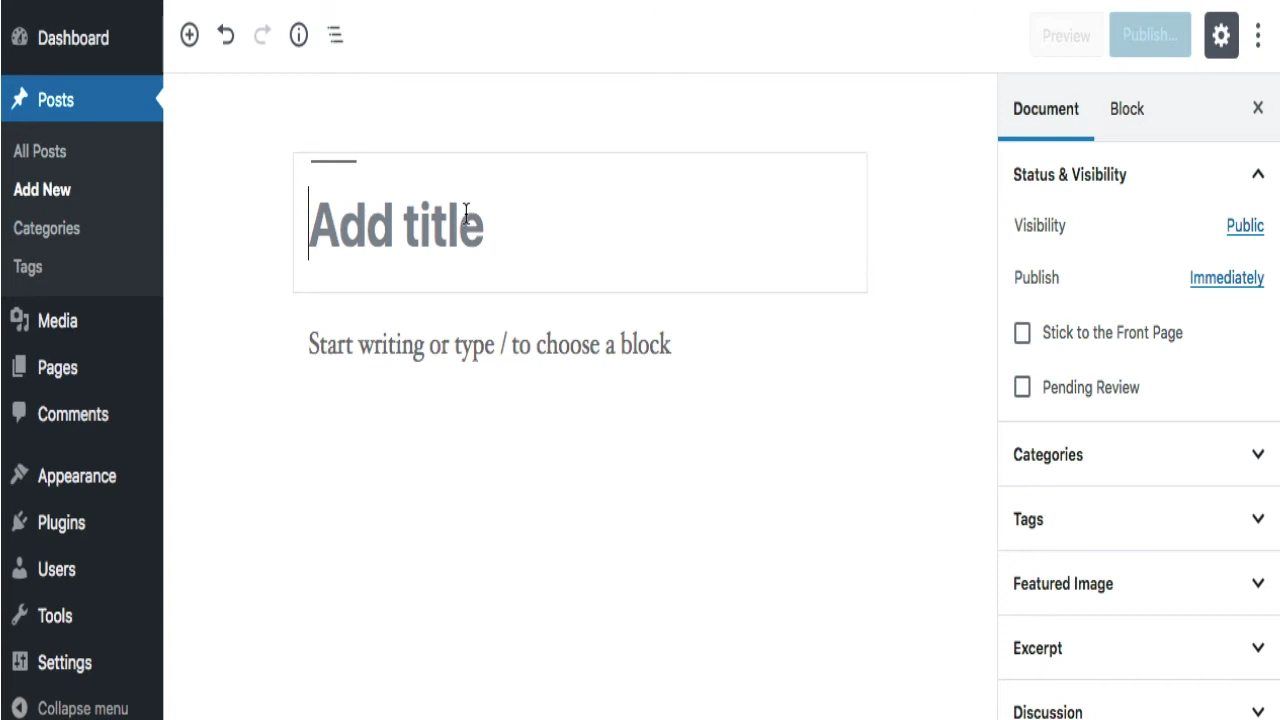 Dashboard
Posts
All Posts
Add New
Categories
Tags
Media
Pages
Comments
Appearance
Plugins
Users
Tools
Settings
Collapse menu
Preview
Publish...
Add title
Start writing or type / to choose a block
Document Block
Status & Visibility
Visibility Public
Publish Immediately
Stick to the Front Page
Pending Review
Categories
Tags
Featured Image
Excerpt
Discussion